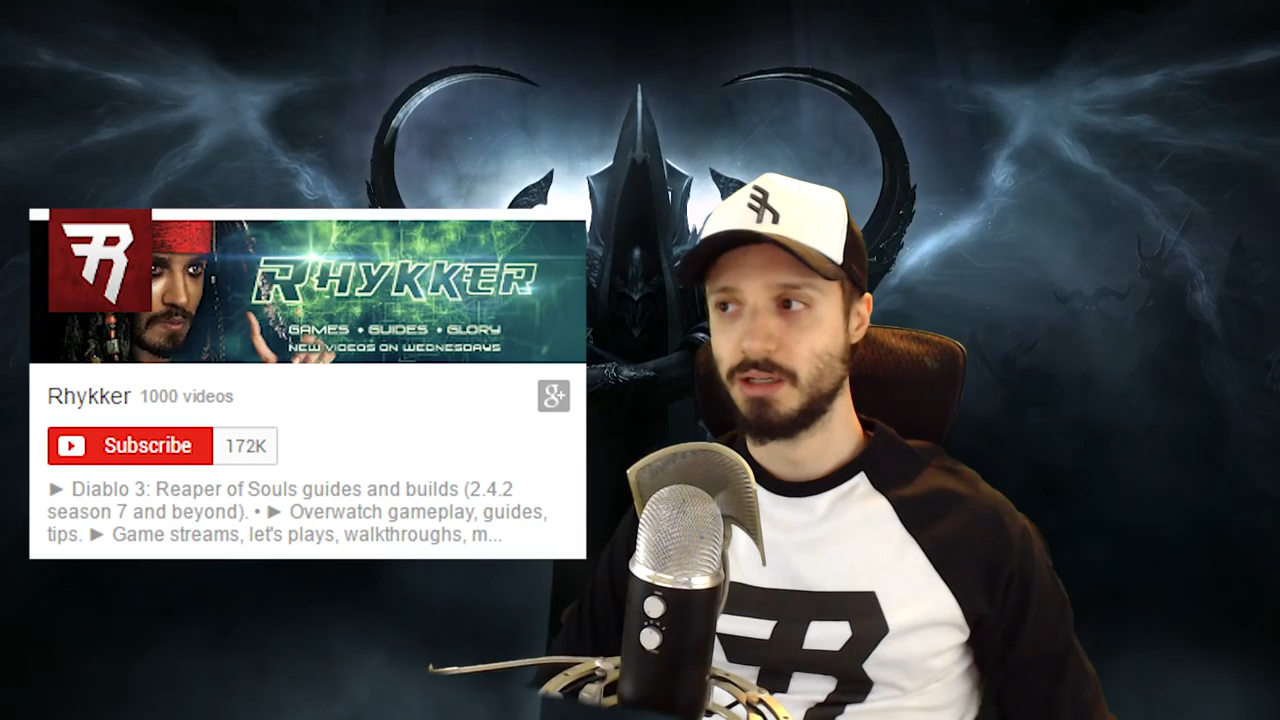 RHYKKER
GAMES • GUIDES • GLORY
NEW VIDEOS ON WEDNESDAYS
Rhykker 1000 videos
g+
Subscribe 172K
► Diablo 3: Reaper of Souls guides and builds (2.4.2
season 7 and beyond). • ► Overwatch gameplay, guides,
tips. ► Game streams, let's plays, walkthroughs, m...